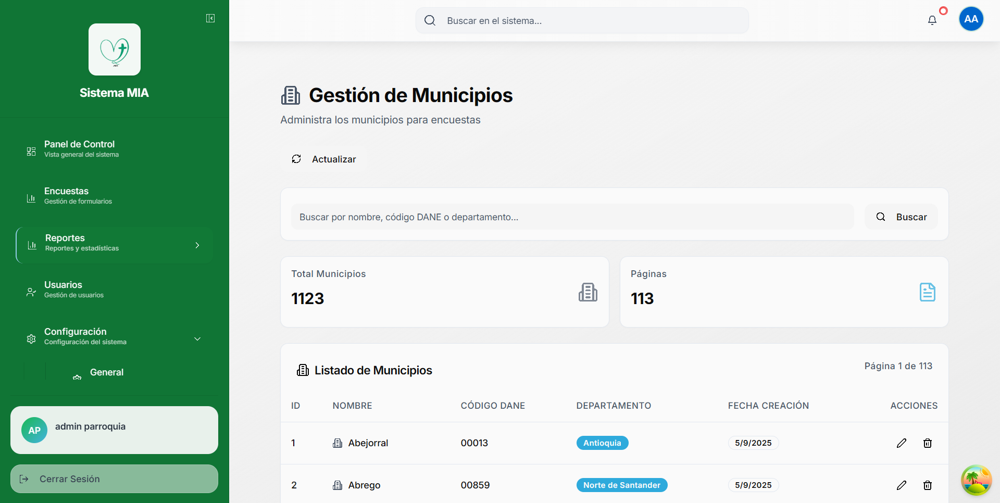 Sistema MIA
Panel de Control
Vista general del sistema
Encuestas
Gestión de formularios
Reportes
Reportes y estadísticas
Usuarios
Gestión de usuarios
Configuración
Configuración del sistema
General
AP
admin parroquia
Cerrar Sesión
Buscar en el sistema...
AA
Gestión de Municipios
Administra los municipios para encuestas
Actualizar
Buscar por nombre, código DANE o departamento...
Buscar
Total Municipios
1123
Páginas
113
Listado de Municipios
Página 1 de 113
ID NOMBRE CÓDIGO DANE DEPARTAMENTO FECHA CREACIÓN ACCIONES
1 Abejorral 00013 Antioquia 5/9/2025
2 Abrego 00859 Norte de Santander 5/9/2025